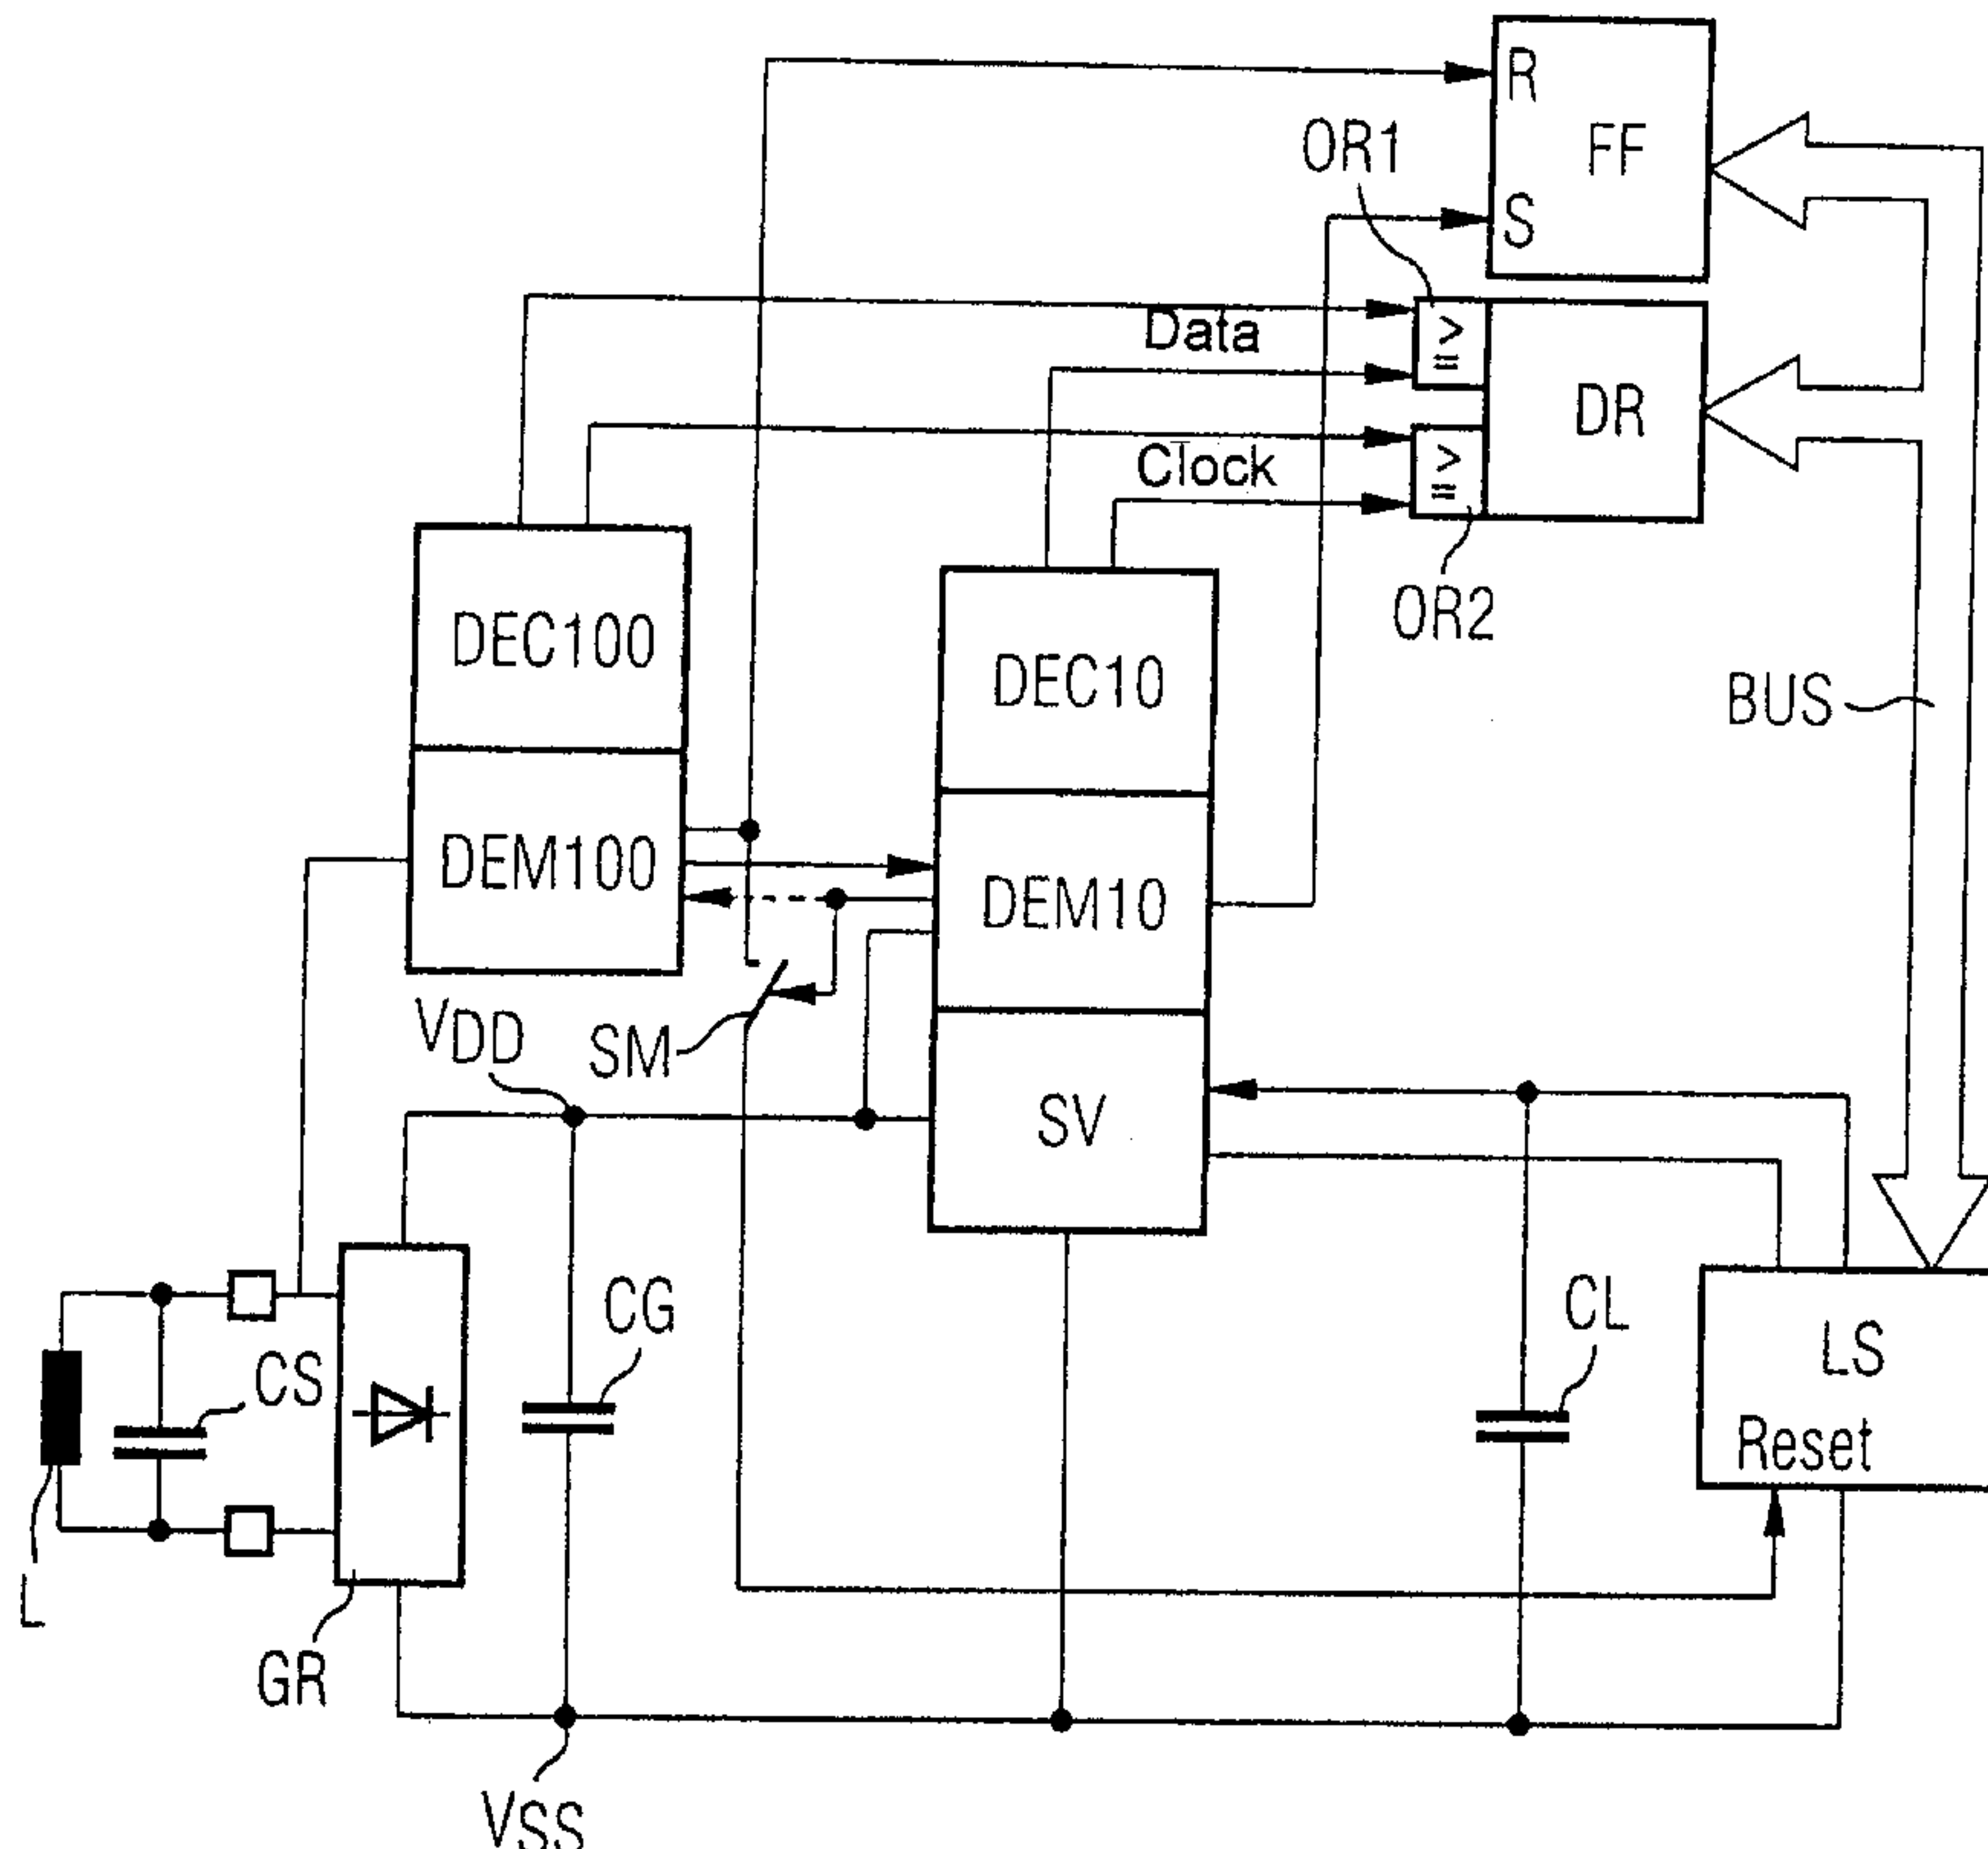 R
FF
OR1
S
Data
>
=
DR
Clock
>
=
OR2
DEC100
DEC10
BUS
DEM100
DEM10
VDD
SM
SV
CG
CL
LS
CS
Reset
L
GR
VSS